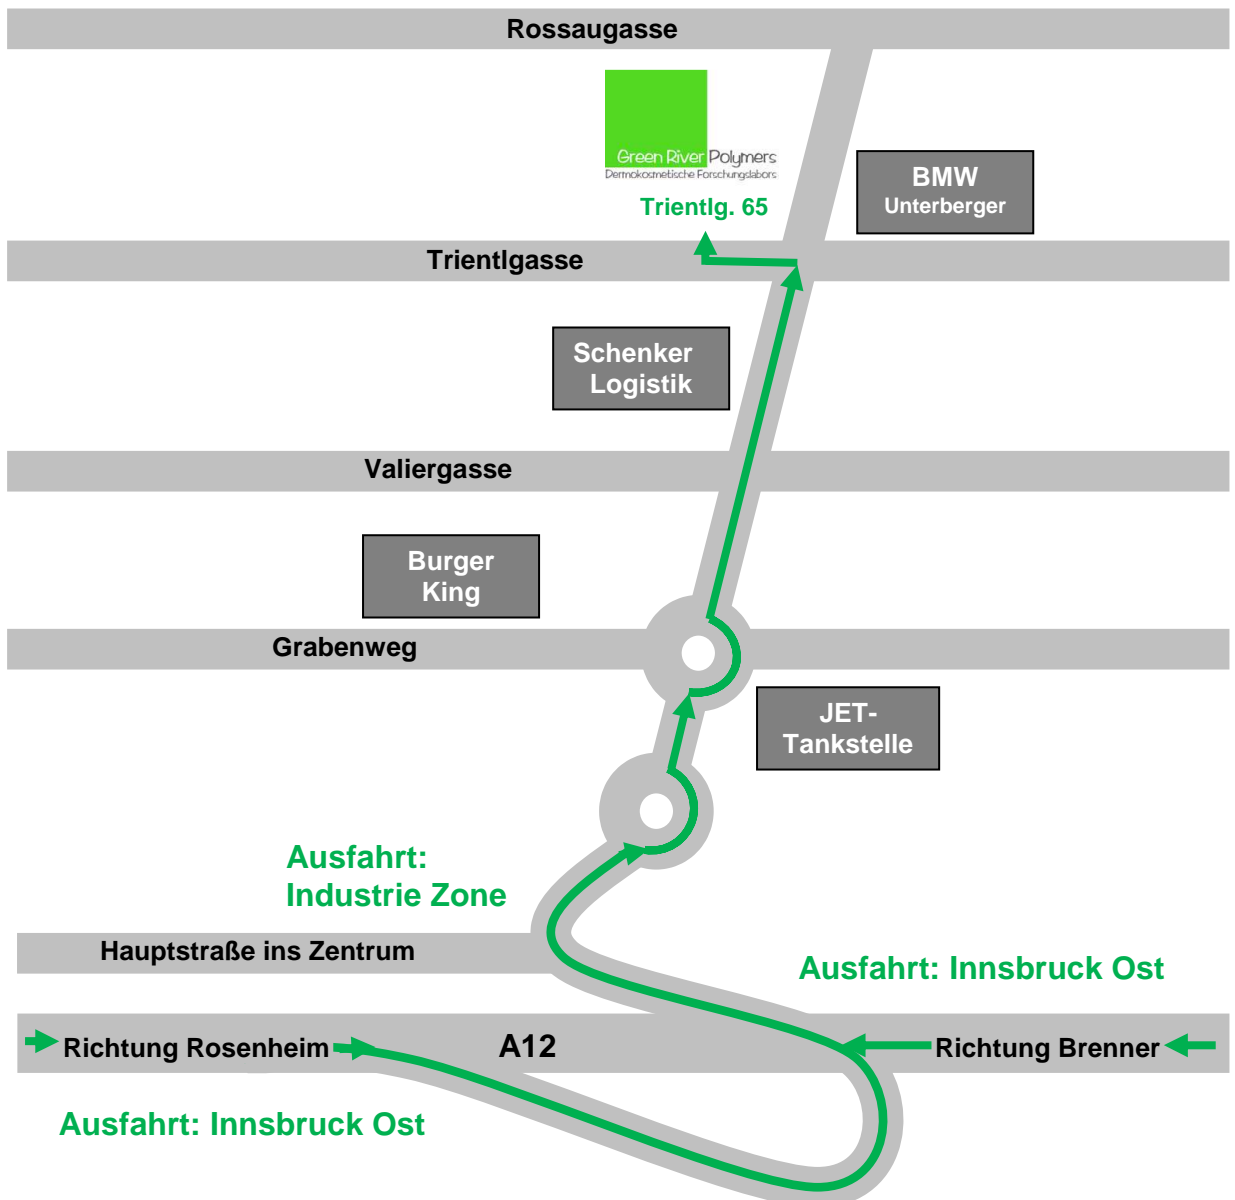 Rossaugasse
Green River Polymers
Dermokosmetische Forschungslabors
Trientlg. 65
BMW
Unterberger
Trientlgasse
Schenker
Logistik
Valiergasse
Burger
King
Grabenweg
JET-
Tankstelle
Ausfahrt:
Industrie Zone
Hauptstraße ins Zentrum
Ausfahrt: Innsbruck Ost
Richtung Rosenheim
A12
Richtung Brenner
Ausfahrt: Innsbruck Ost